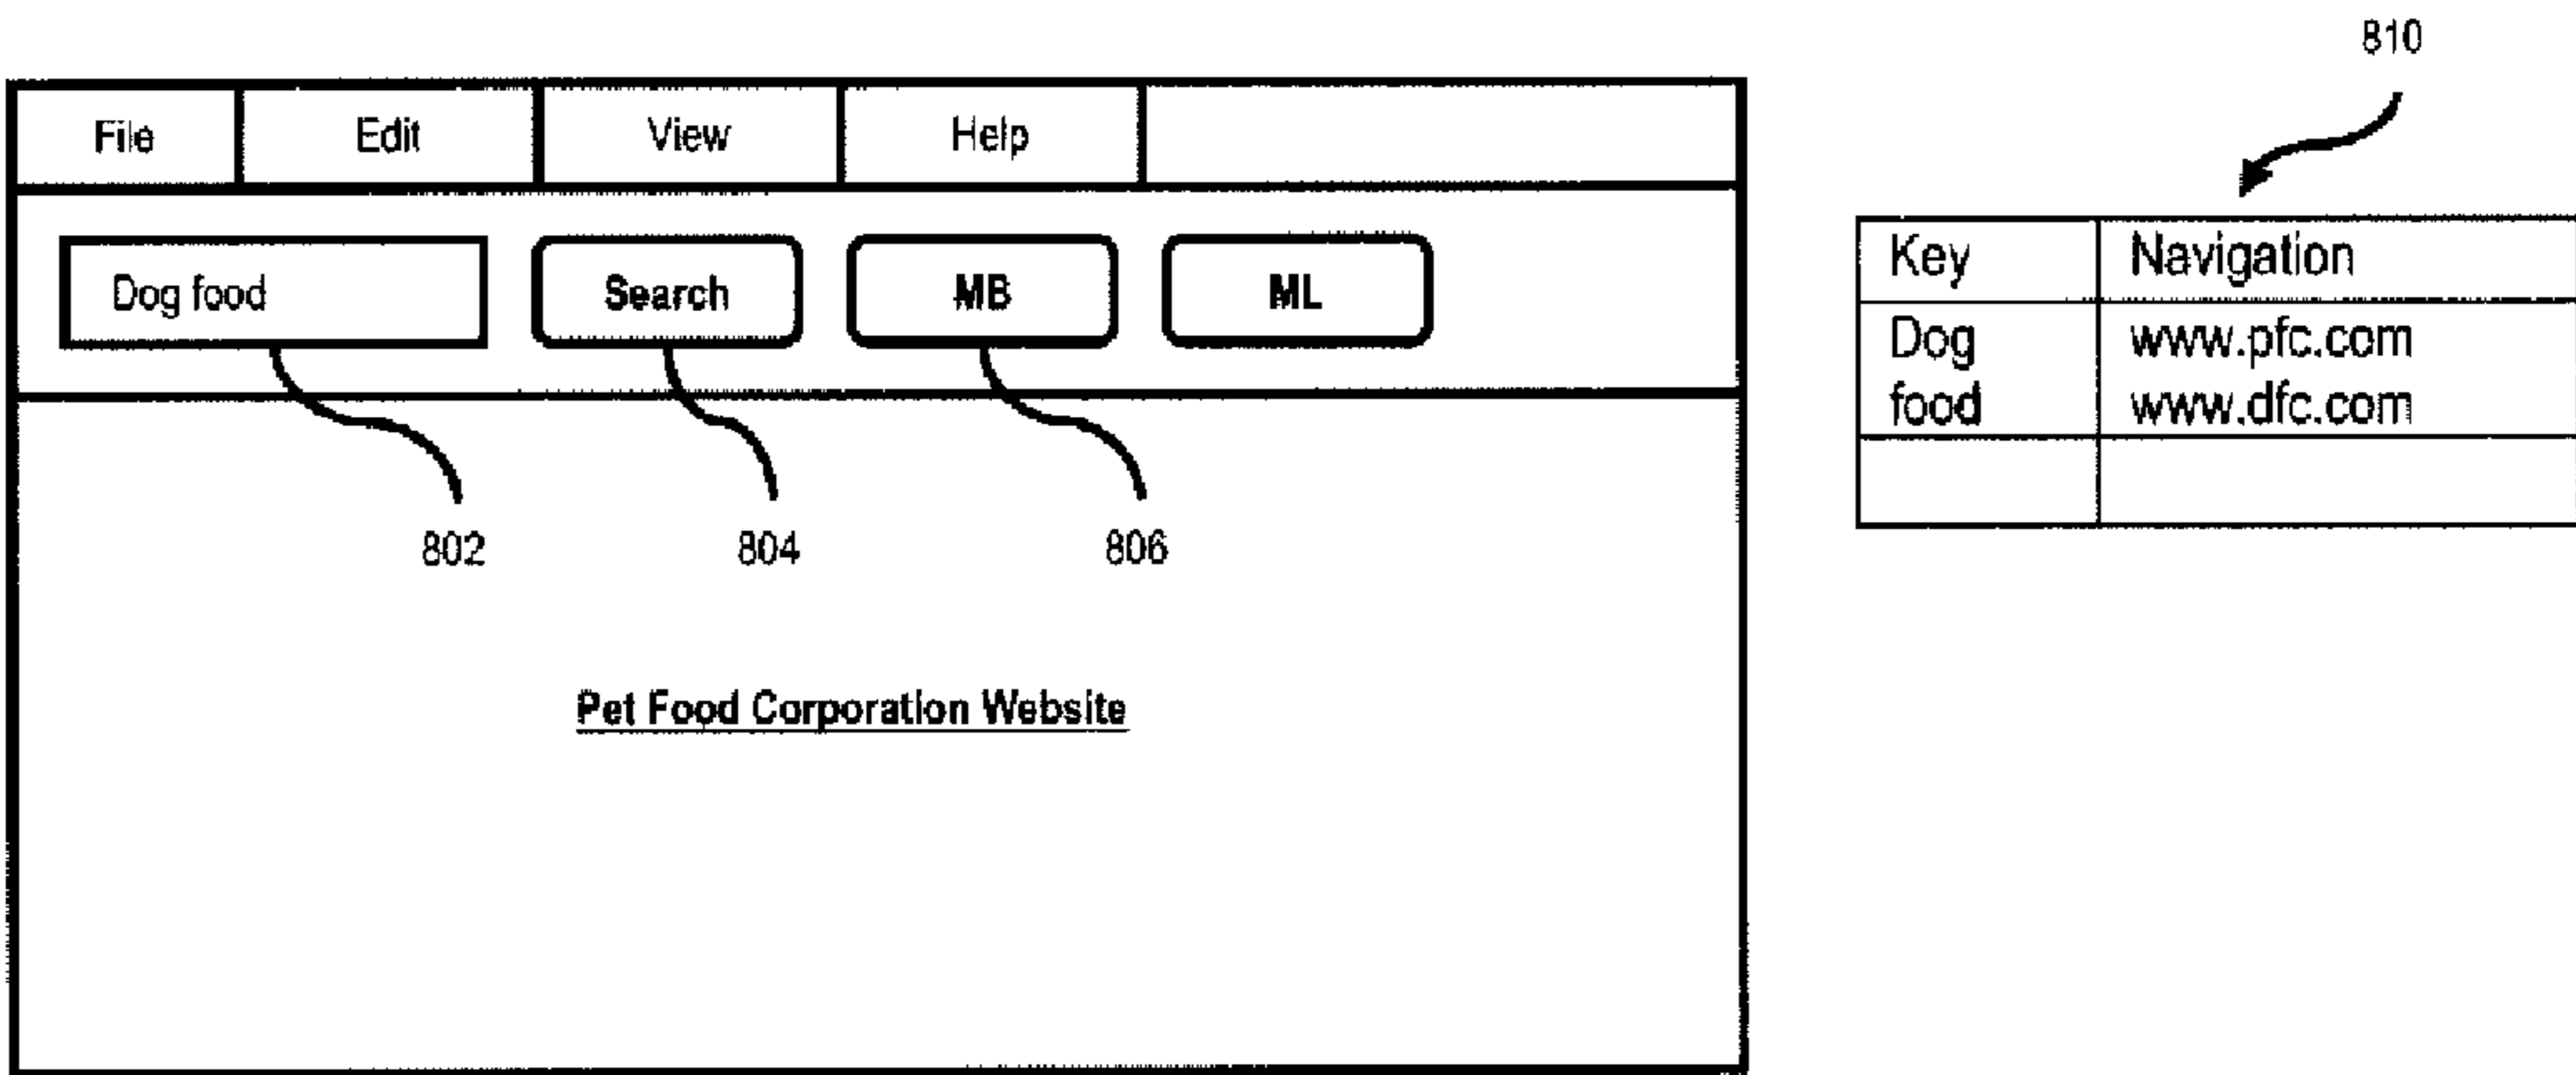 810
File Edit View Help
Dog food Search MB ML
802 804 806
Pet Food Corporation Website
Key Navigation
Dog www.pfc.com
food www.dfc.com